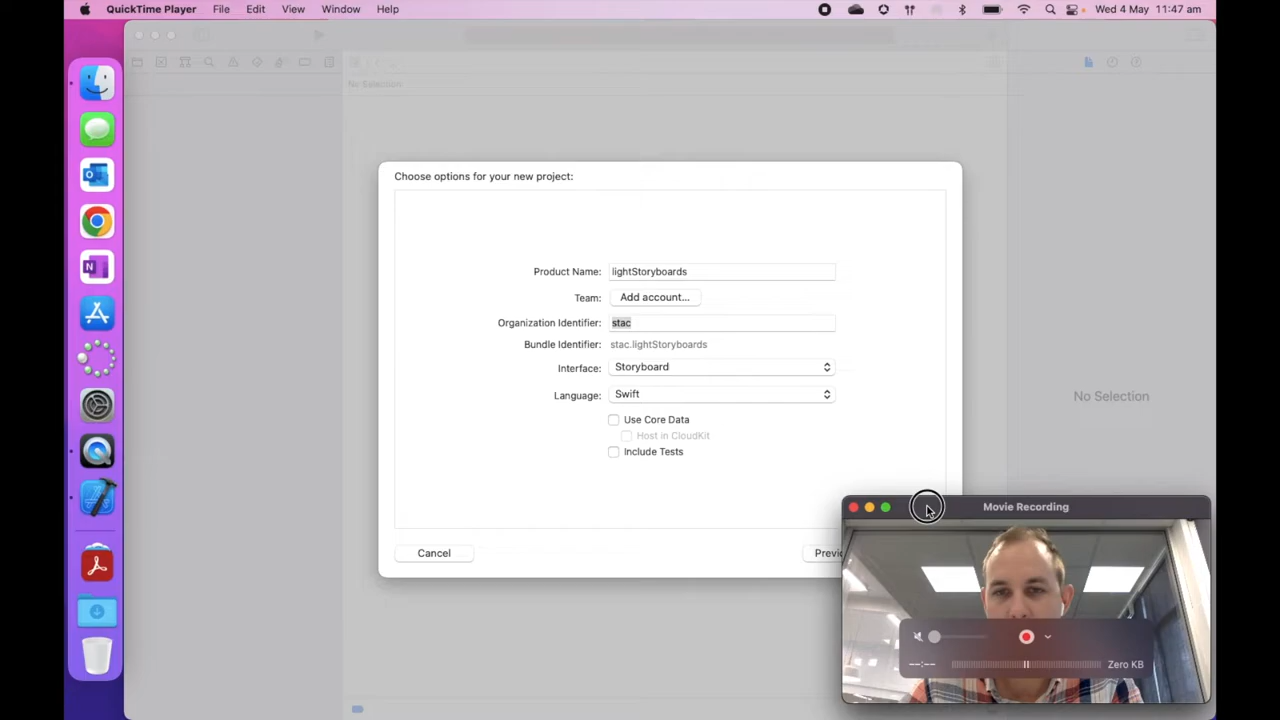 QuickTime Player File Edit View Window Help Wed 4 May 11:47 am
No Selection
Choose options for your new project:
Product Name: lightStoryboards
Team: Add account...
Organization Identifier: stac
Bundle Identifier: stac.lightStoryboards
Interface: Storyboard
Language: Swift
Use Core Data
Host in CloudKit
Include Tests
No Selection
Cancel
Movie Recording
--:-- Zero KB